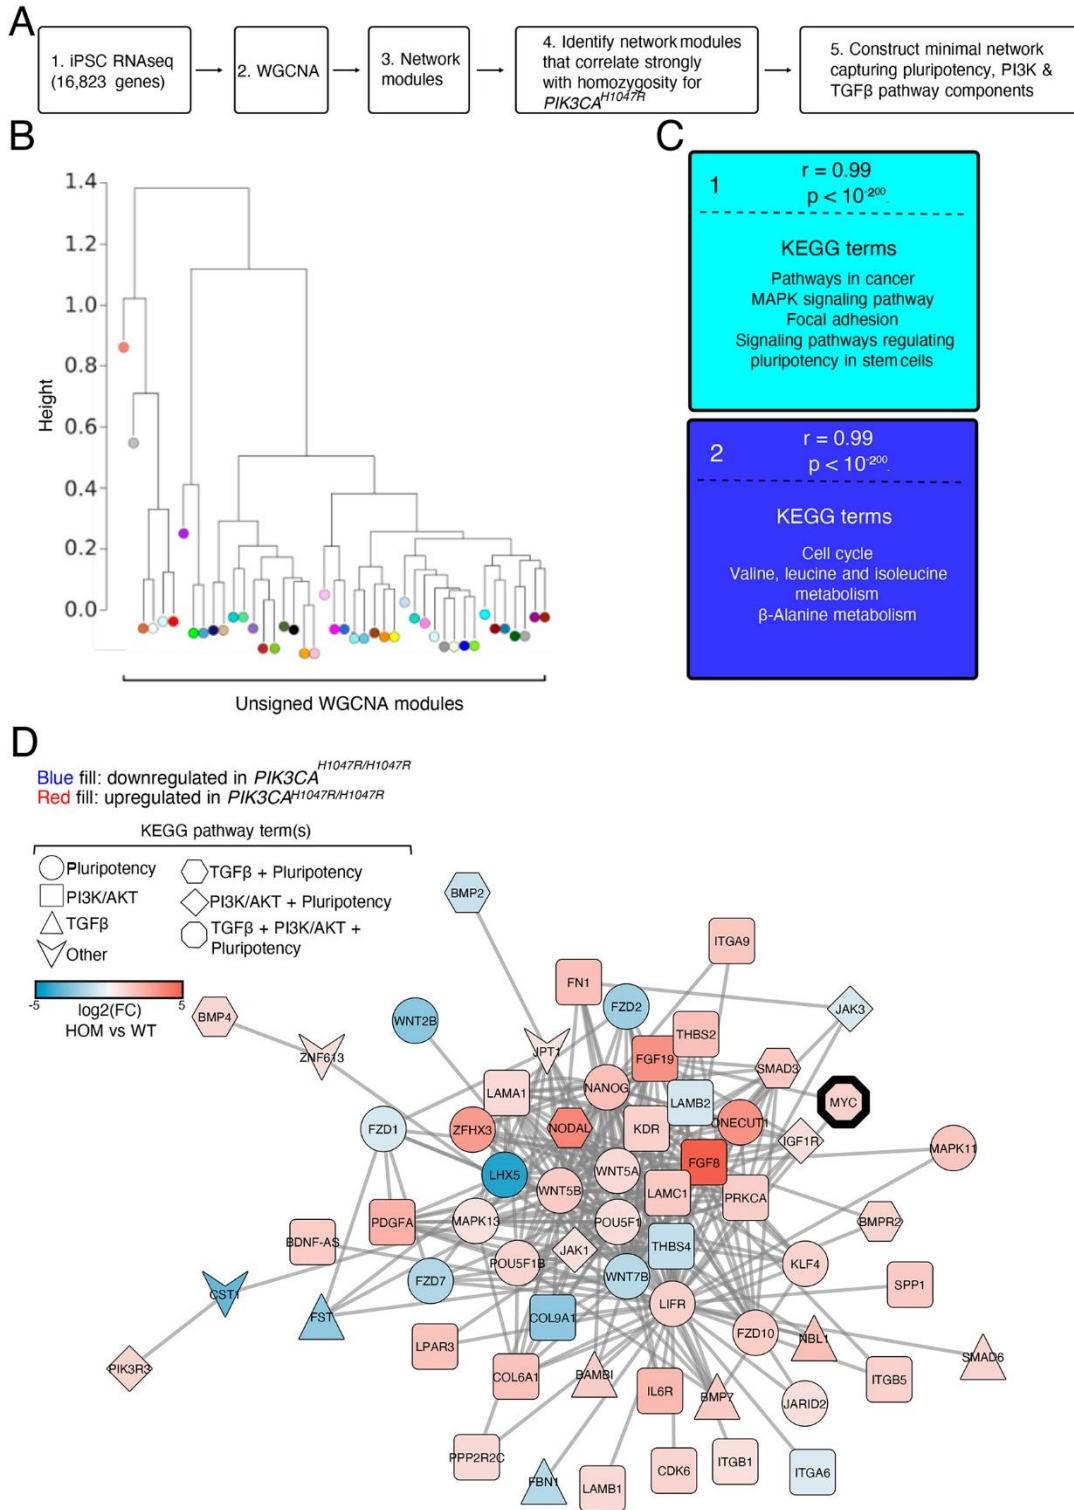 A
1. iPSC RNAseq
(16,823 genes)
2. WGCNA
3. Network
modules
4. Identify network modules
that correlate strongly
with homozygosity for
PIK3CA^H1047R
5. Construct minimal network
capturing pluripotency, PI3K &
TGFβ pathway components
B
1.4
1.2
1.0
0.8
0.6
0.4
0.2
0.0
Height
Unsigned WGCNA modules
C
1
r = 0.99
p < 10^-200.
KEGG terms
Pathways in cancer
MAPK signaling pathway
Focal adhesion
Signaling pathways regulating
pluripotency in stem cells
2
r = 0.99
p < 10^-200.
KEGG terms
Cell cycle
Valine, leucine and isoleucine
metabolism
β-Alanine metabolism
D
Blue fill: downregulated in PIK3CA^H1047R/H1047R
Red fill: upregulated in PIK3CA^H1047R/H1047R
KEGG pathway term(s)
Pluripotency
PI3K/AKT
TGFβ
Other
TGFβ + Pluripotency
PI3K/AKT + Pluripotency
TGFβ + PI3K/AKT +
Pluripotency
-5
5
log2(FC)
HOM vs WT
BMP2
ITGA9
FN1
FZD2
JAK3
BMP4
WNT2B
THBS2
ZNF613
JPT1
FGF19
SMAD3
LAMA1
NANOG
LAMB2
MYC
FZD1
ZFHX3
NODAL
KDR
ONECUT1
IGF1R
MAPK11
LHX5
WNT5A
FGF8
WNT5B
LAMC1
PRKCA
PDGFA
MAPK13
POU5F1
BMPR2
BDNF-AS
JAK1
THBS4
POU5F1B
KLF4
FZD7
WNT7B
SPP1
CST1
FST
COL9A1
LIFR
FZD10
NBL1
LPAR3
SMAD6
PIK3R3
COL6A1
BAMBI
IL6R
BMP7
ITGB5
JARID2
PPP2R2C
FBN1
LAMB1
CDK6
ITGB1
ITGA6